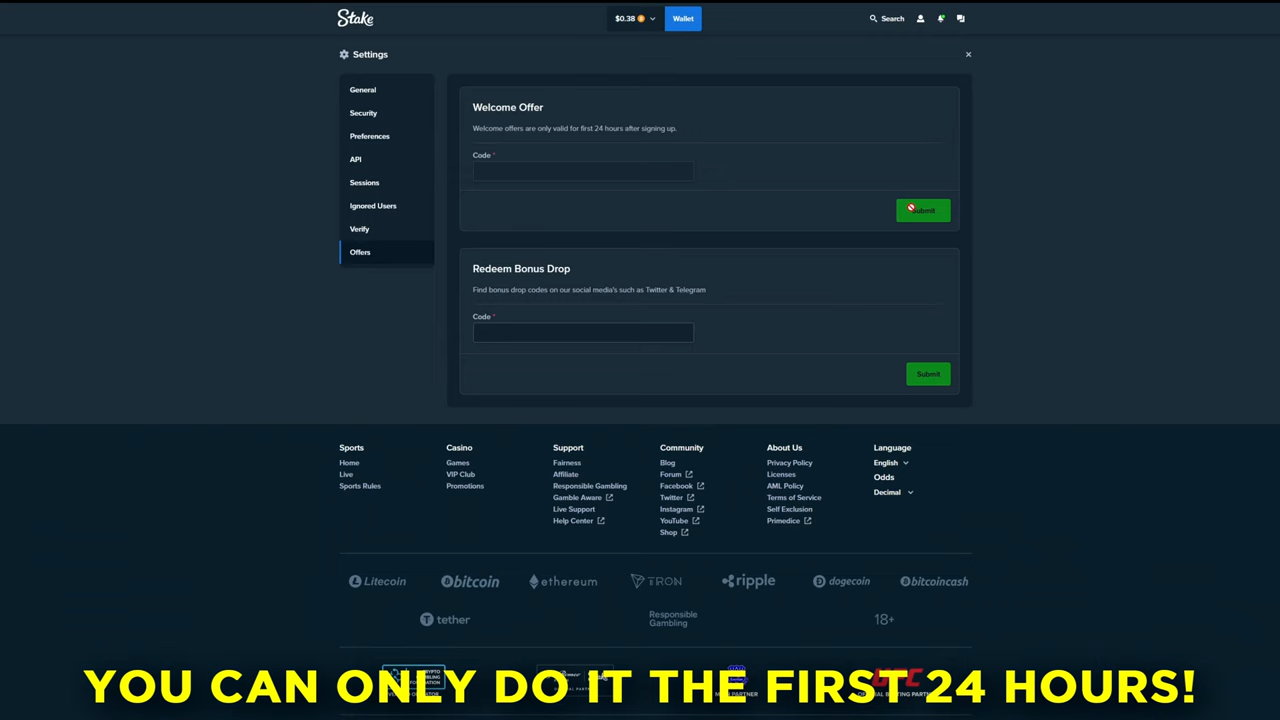 Stake
$0.38
Wallet
Search
Settings
General
Security
Preferences
API
Sessions
Ignored Users
Verify
Offers
Welcome Offer
Welcome offers are only valid for first 24 hours after signing up.
Code *
Submit
Redeem Bonus Drop
Find bonus drop codes on our social media's such as Twitter & Telegram
Code *
Submit
Sports
Home
Live
Sports Rules
Casino
Games
VIP Club
Promotions
Support
Fairness
Affiliate
Responsible Gambling
Gamble Aware
Live Support
Help Center
Community
Blog
Forum
Facebook
Twitter
Instagram
YouTube
Shop
About Us
Privacy Policy
Licenses
AML Policy
Terms of Service
Self Exclusion
Primedice
Language
English
Odds
Decimal
Litecoin
bitcoin
ethereum
TRON
ripple
dogecoin
bitcoincash
tether
Responsible
Gambling
18+
YOU CAN ONLY DO IT THE FIRST 24 HOURS!